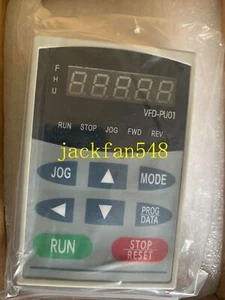 F
H
U
VFD-PU01
RUN STOP JOG FWD REV
jackfan548
JOG MODE
PROG
DATA
RUN STOP
RESET